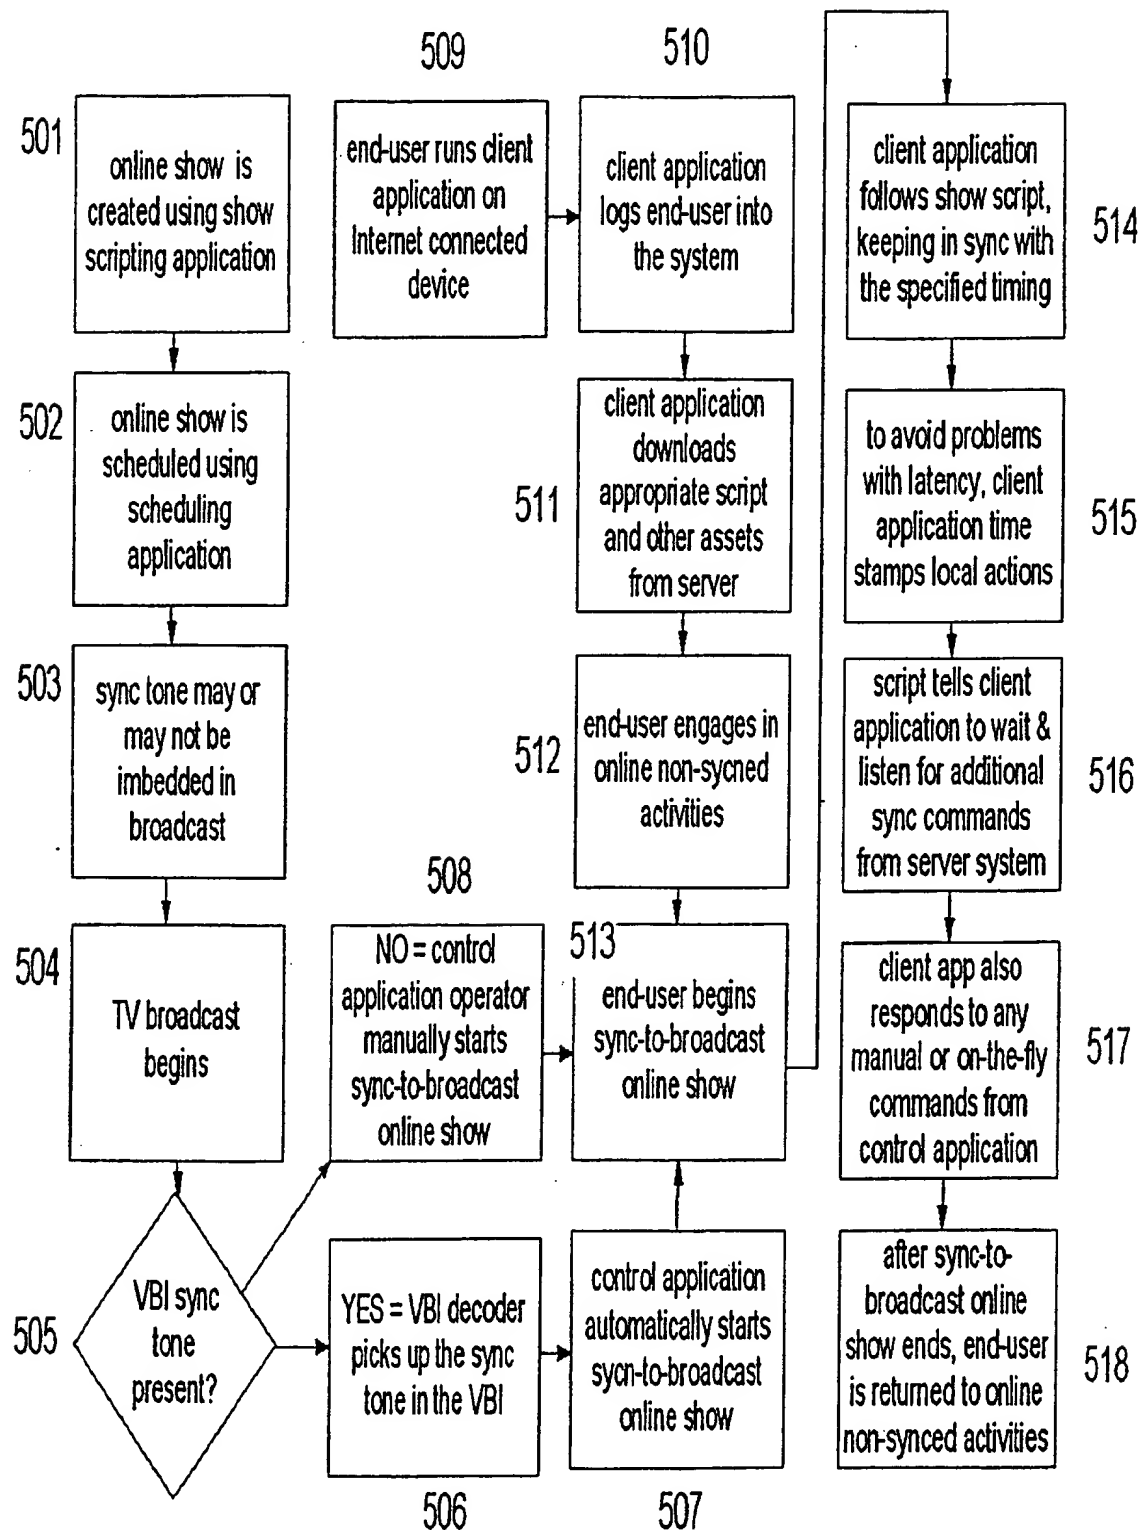 501
online show is
created using show
scripting application
502
online show is
scheduled using
scheduling
application
503
sync tone may or
may not be
imbedded in
broadcast
504
TV broadcast
begins
505
VBI sync
tone
present?
YES = VBI decoder
picks up the sync
tone in the VBI
506
control application
automatically starts
sycn-to-broadcast
online show
507
508
NO = control
application operator
manually starts
sync-to-broadcast
online show
509
end-user runs client
application on
Internet connected
device
510
client application
logs end-user into
the system
511
client application
downloads
appropriate script
and other assets
from server
512
end-user engages in
online non-sycned
activities
513
end-user begins
sync-to-broadcast
online show
client application
follows show script,
keeping in sync with
the specified timing
514
to avoid problems
with latency, client
application time
stamps local actions
515
script tells client
application to wait &
listen for additional
sync commands
from server system
516
client app also
responds to any
manual or on-the-fly
commands from
control application
517
after sync-to-
broadcast online
show ends, end-user
is returned to online
non-synced activities
518